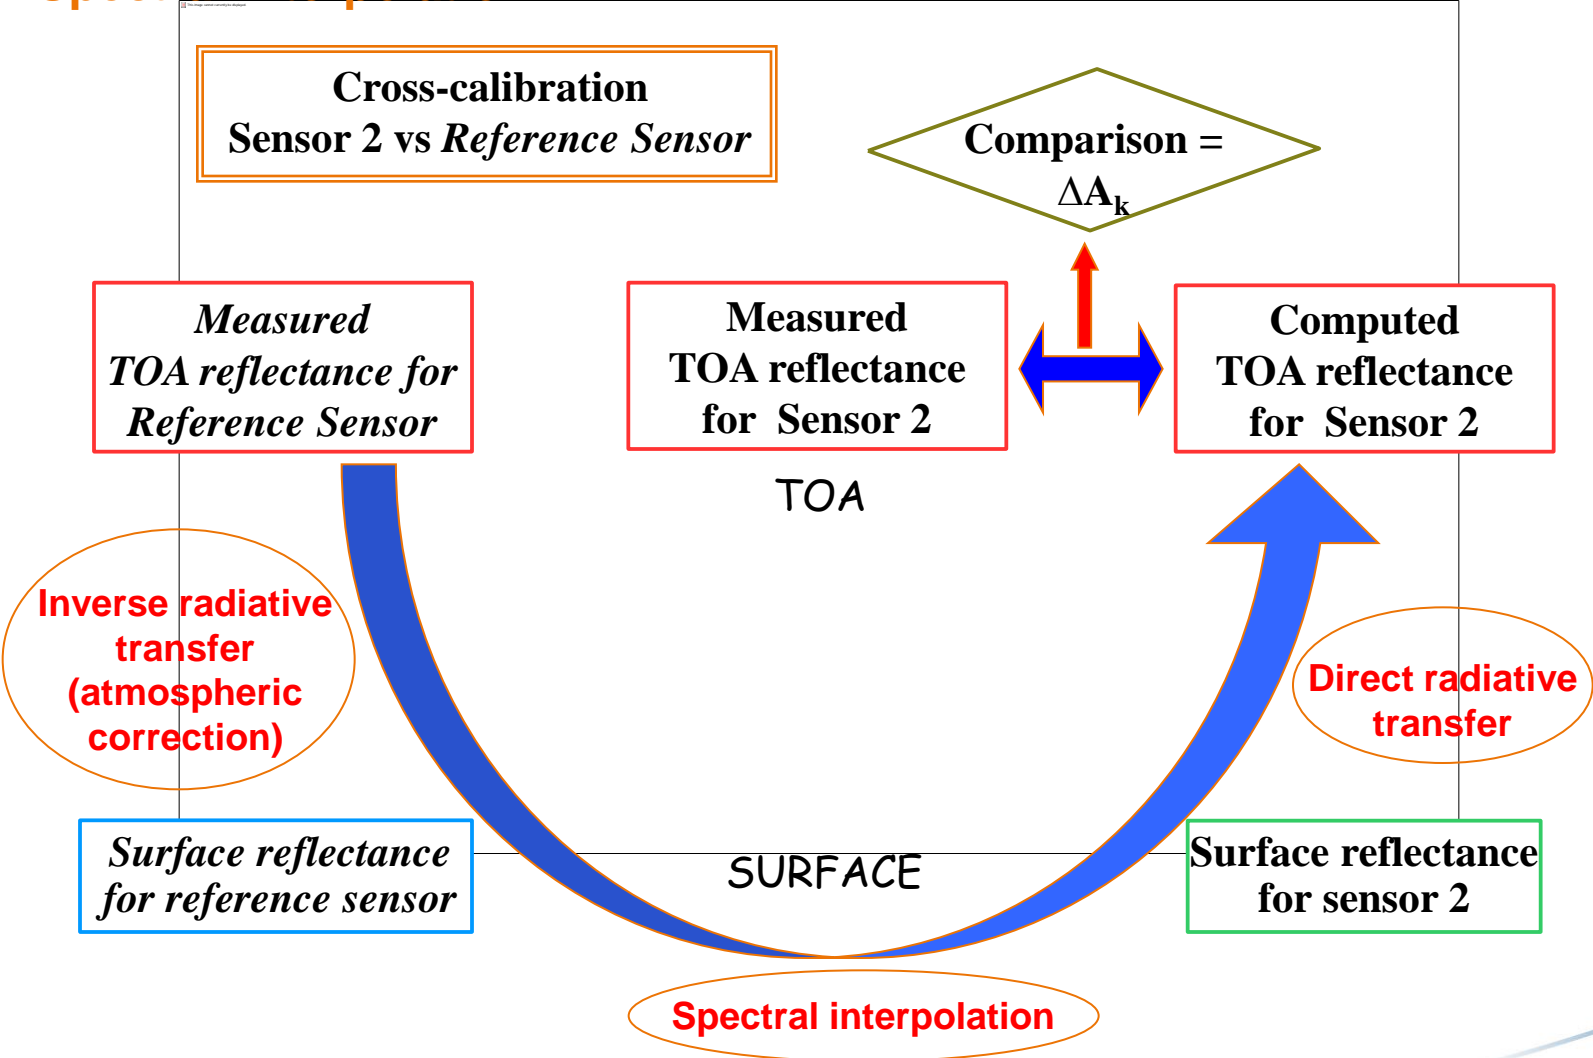 Cross-calibration
Sensor 2 vs Reference Sensor
Comparison =
ΔAk
Measured
TOA reflectance for
Reference Sensor
Measured
TOA reflectance
for Sensor 2
Computed
TOA reflectance
for Sensor 2
TOA
Inverse radiative
transfer
(atmospheric
correction)
Direct radiative
transfer
Surface reflectance
for reference sensor
SURFACE
Surface reflectance
for sensor 2
Spectral interpolation